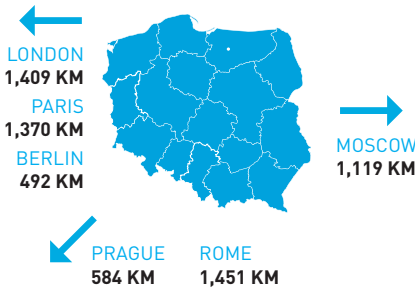 LONDON
1,409 KM
PARIS
1,370 KM
BERLIN
492 KM
MOSCOW
1,119 KM
PRAGUE
584 KM
ROME
1,451 KM